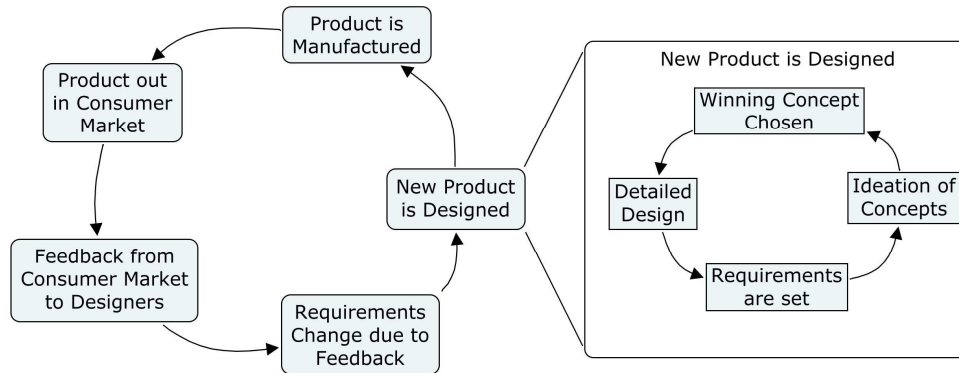 Product is
Manufactured
Product out
in Consumer
Market
New Product
is Designed
Feedback from
Consumer Market
to Designers
Requirements
Change due to
Feedback
New Product is Designed
Winning Concept
Chosen
Detailed
Design
Ideation of
Concepts
Requirements
are set